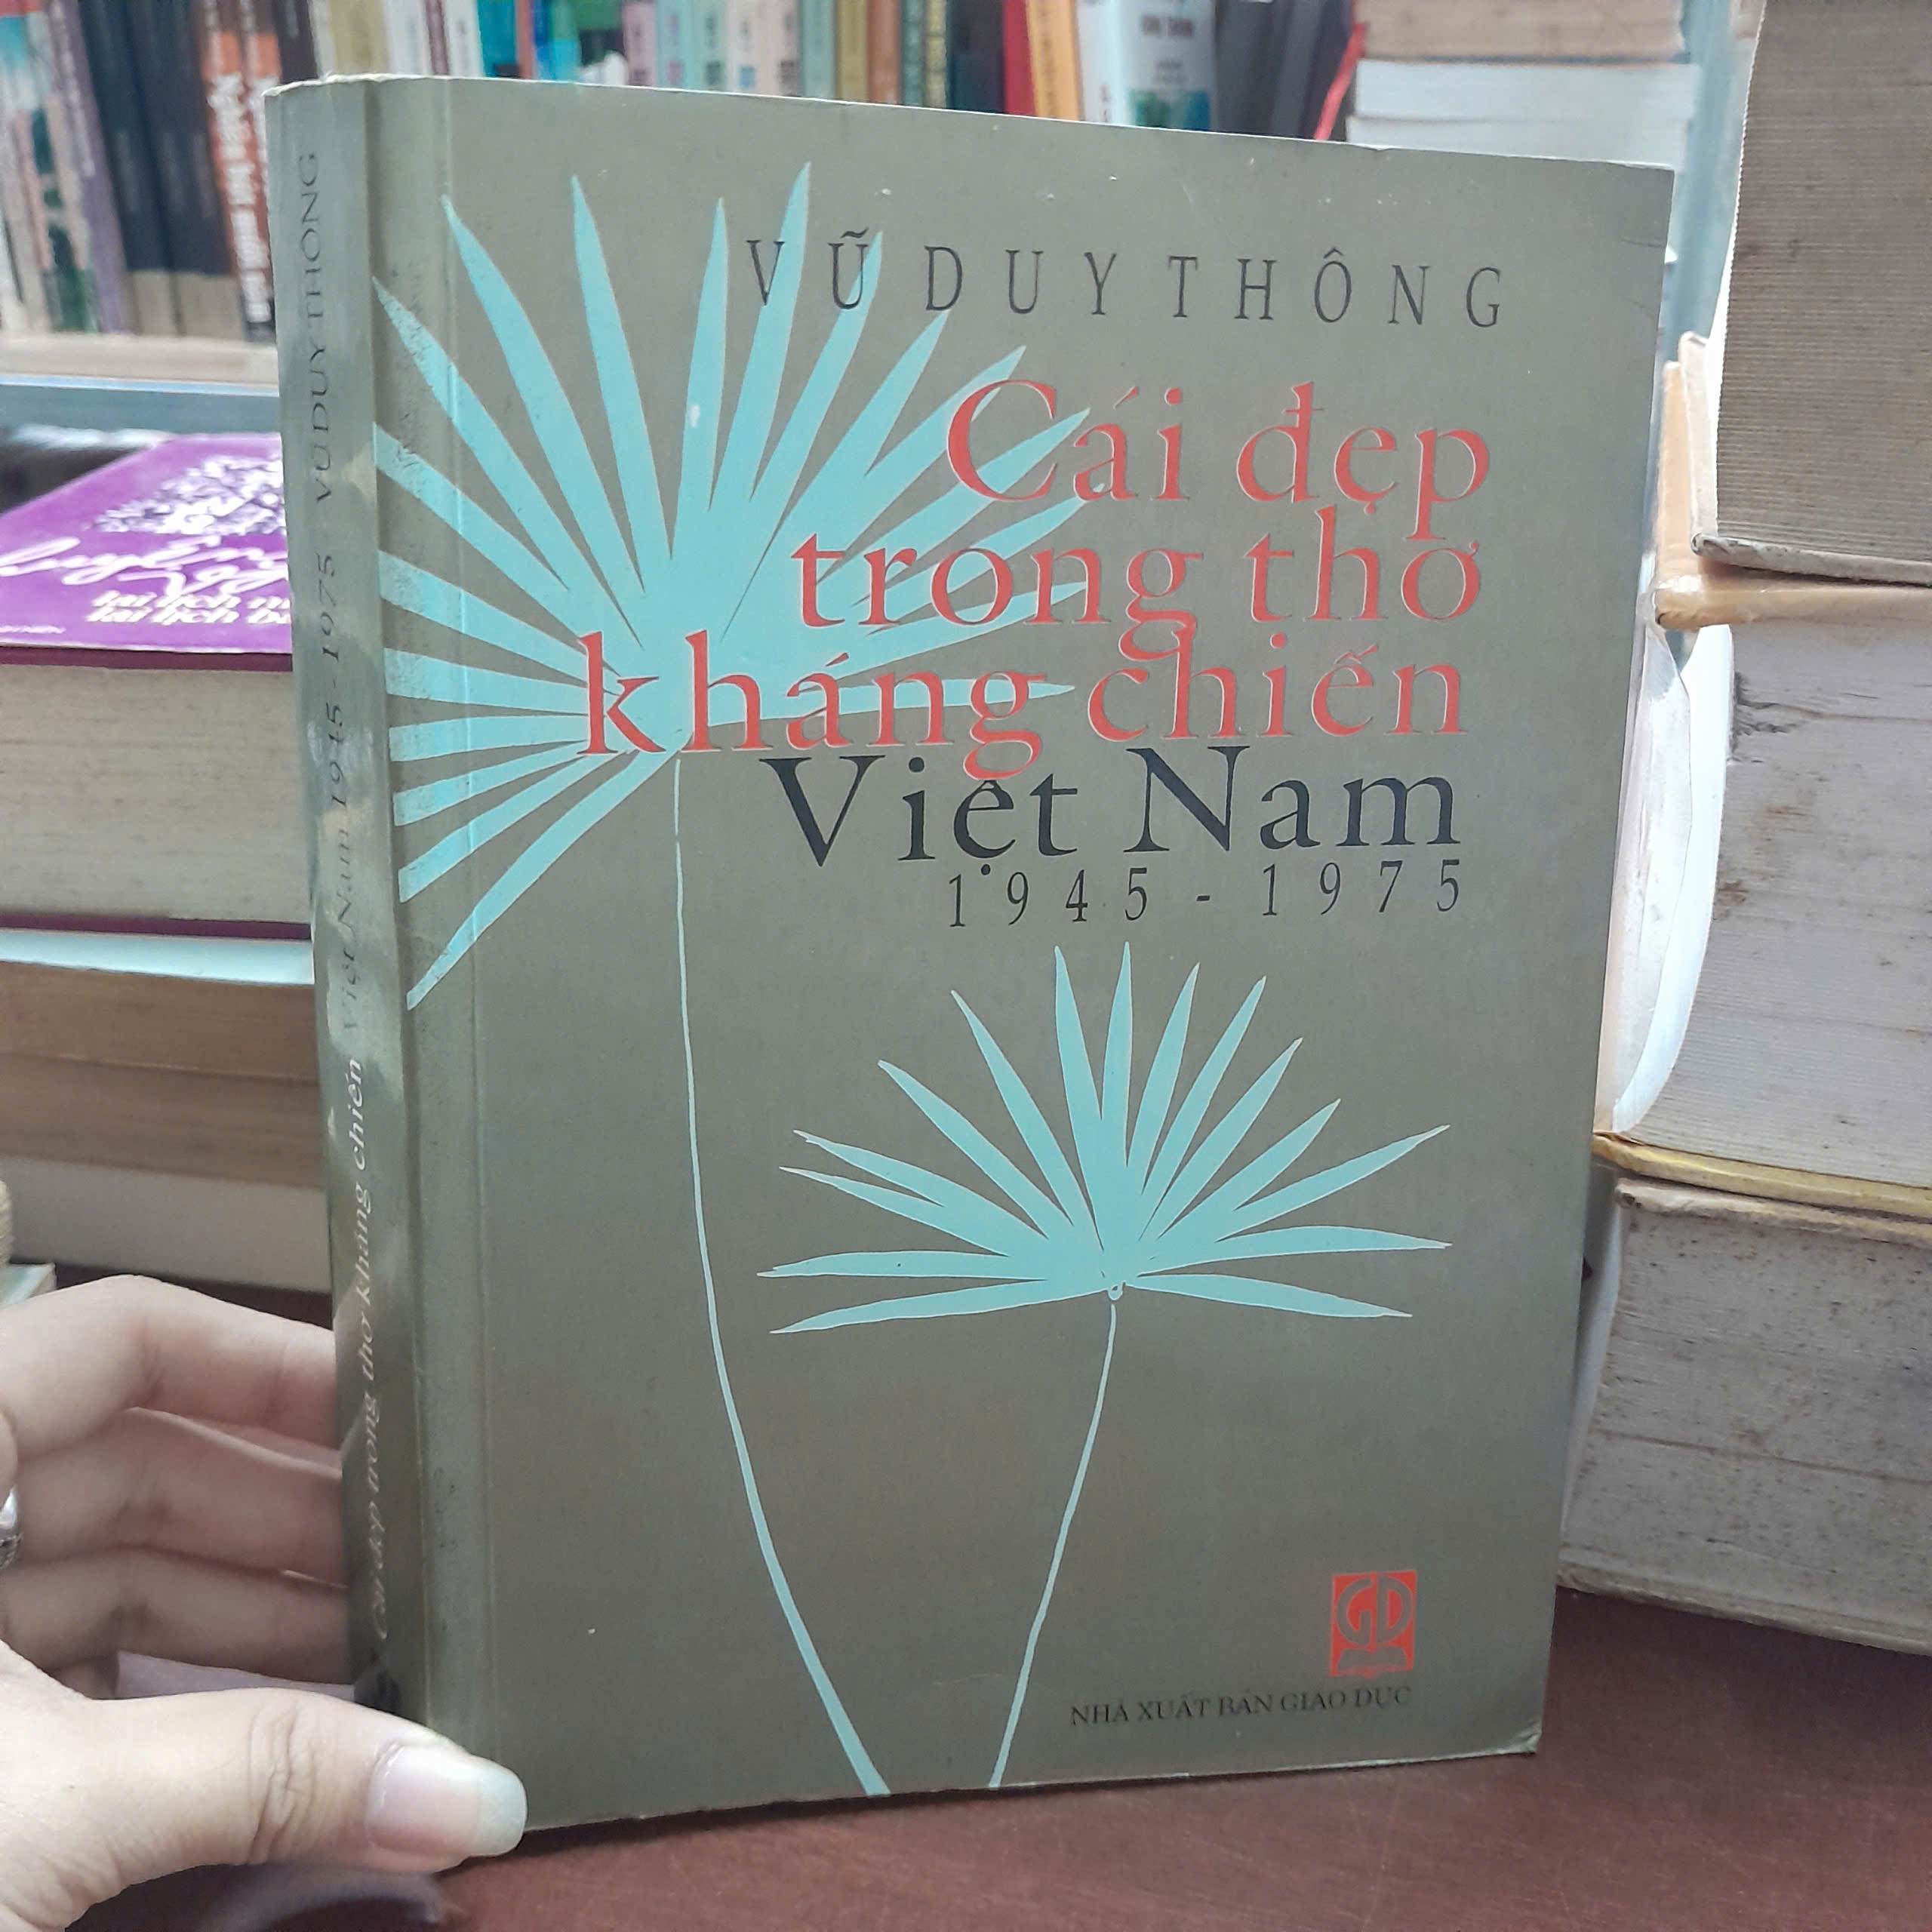 VŨ DUY THÔNG
Cái đẹp
trong thơ
kháng chiến
Việt Nam
1945 - 1975
GD
NHÀ XUẤT BẢN GIÁO DỤC
Cái đẹp trong thơ kháng chiến Việt Nam 1945 - 1975 VŨ DUY THÔNG